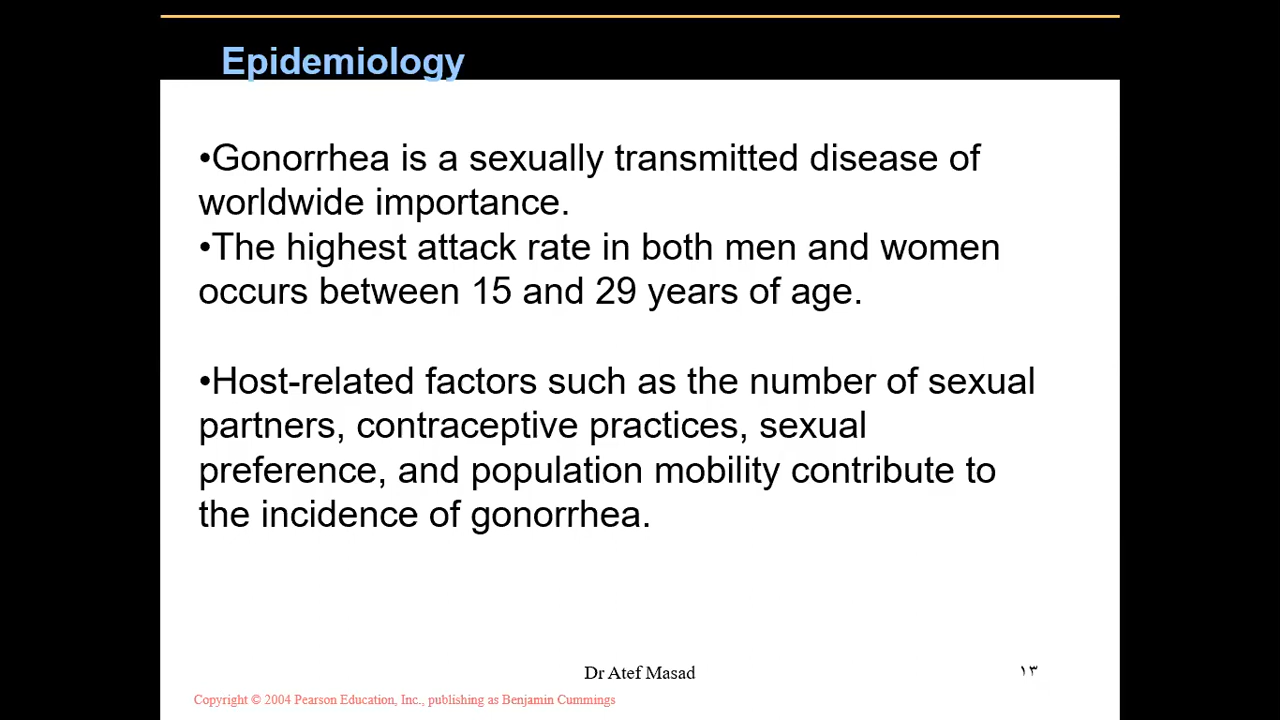 Epidemiology
•Gonorrhea is a sexually transmitted disease of
worldwide importance.
•The highest attack rate in both men and women
occurs between 15 and 29 years of age.
•Host-related factors such as the number of sexual
partners, contraceptive practices, sexual
preference, and population mobility contribute to
the incidence of gonorrhea.
Dr Atef Masad
١٣
Copyright © 2004 Pearson Education, Inc., publishing as Benjamin Cummings